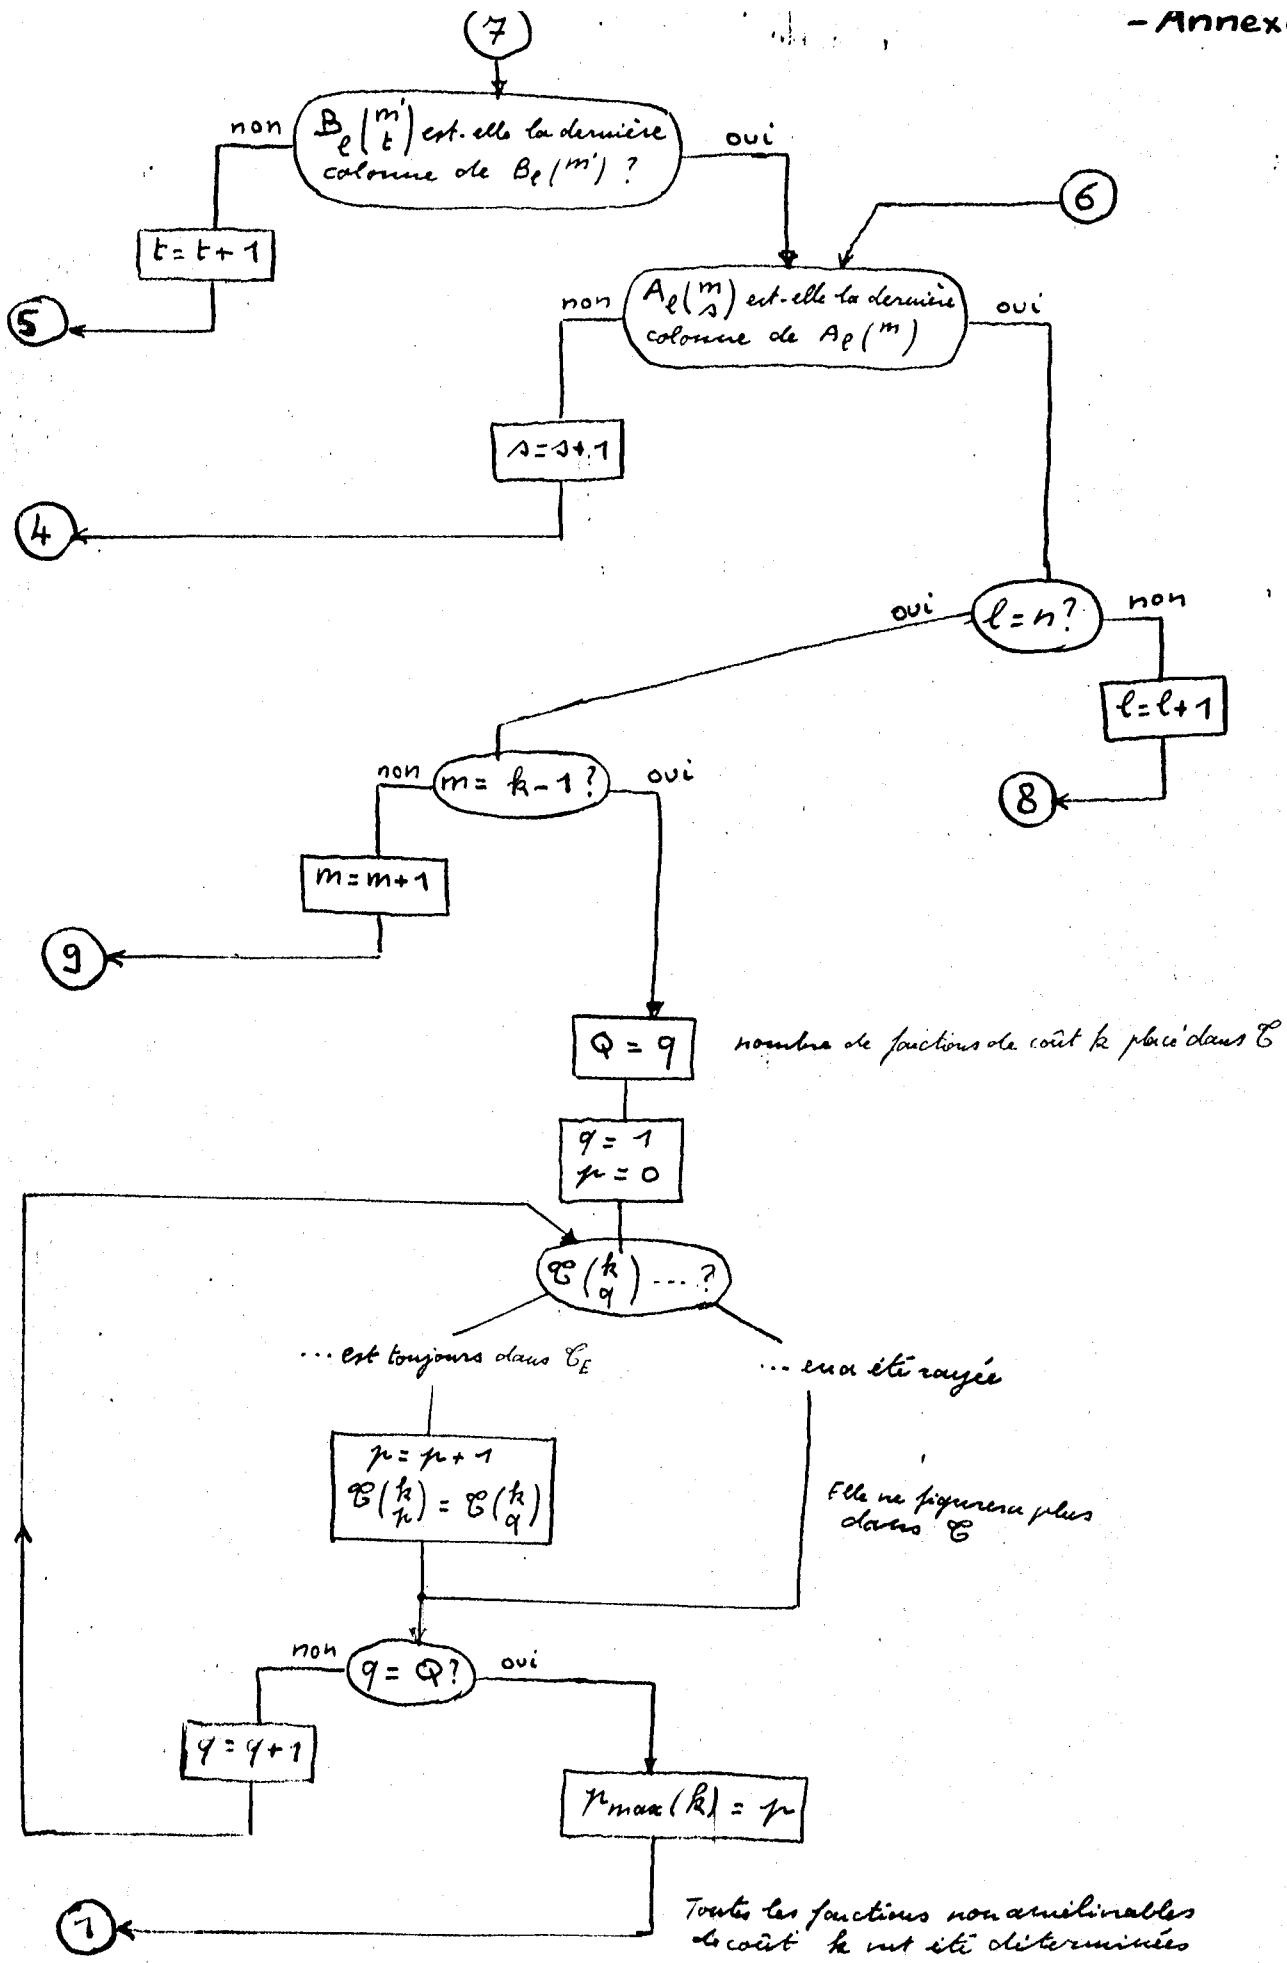 - Annexe
7
non
B_ℓ(m' t) est-elle la dernière
colonne de B_ℓ(m') ?
oui
6
t = t + 1
5
non
A_ℓ(m s) est-elle la dernière
colonne de A_ℓ(m)
oui
s = s + 1
4
oui
ℓ = n ?
non
ℓ = ℓ + 1
8
non
m = k - 1 ?
oui
m = m + 1
9
Q = q
nombre de fonctions de coût k placé dans 𝒞
q = 1
p = 0
𝒞(k q) .... ?
... est toujours dans 𝒞_E
... en a été rayée
p = p + 1
𝒞(k p) = 𝒞(k q)
Elle ne figurera plus
dans 𝒞
non
q = Q ?
oui
q = q + 1
p_max(k) = p
1
Toutes les fonctions non améliorables
de coût k ont été déterminées